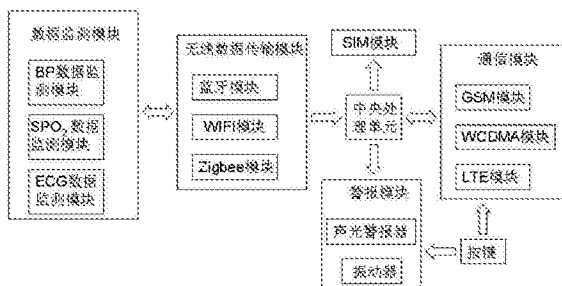 数据监测模块
BP数据监
测模块
SPO₂数据
监测模块
ECG数据
监测模块
无线数据传输模块
蓝牙模块
WIFI模块
Zigbee模块
SIM模块
中央处
理单元
通信模块
GSM模块
WCDMA模块
LTE模块
警报模块
声光警报器
振动器
按键